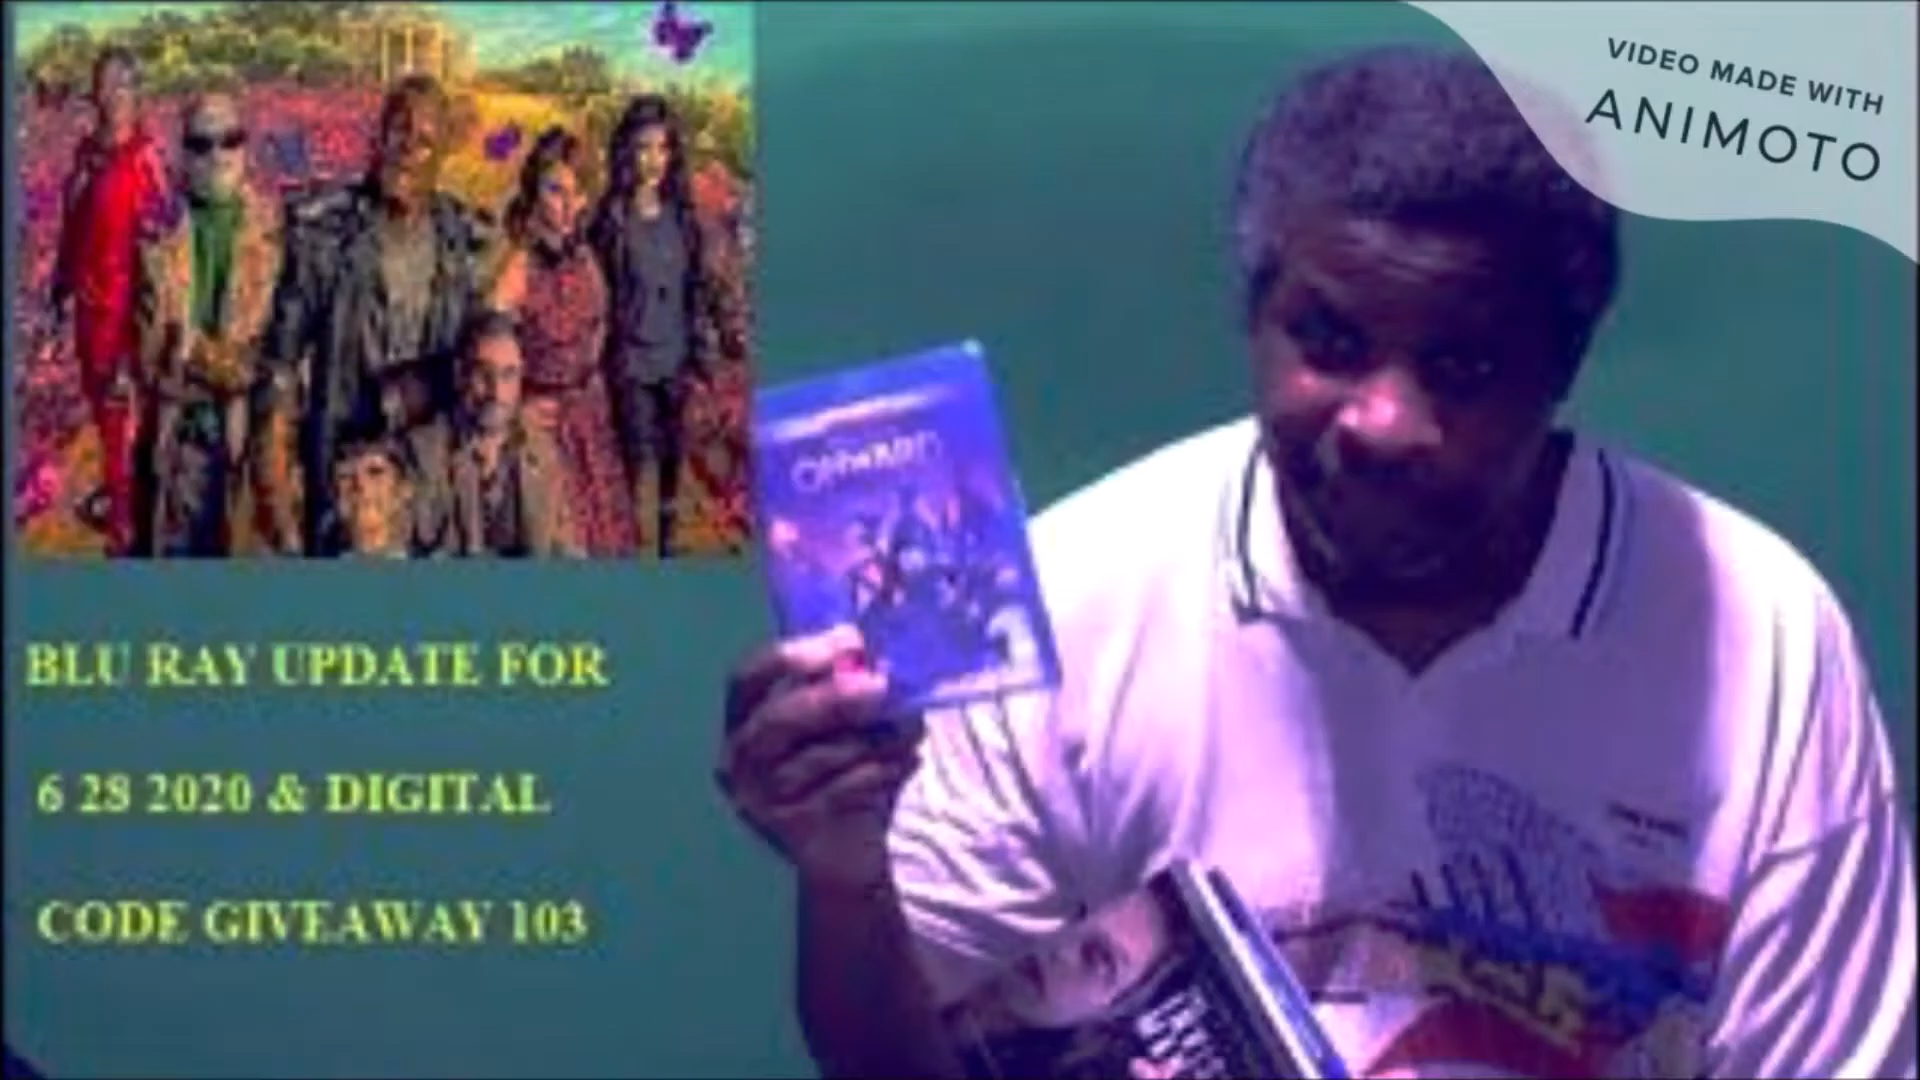 VIDEO MADE WITH
ANIMOTO
ONWARD
BLU RAY UPDATE FOR
6 28 2020 & DIGITAL
CODE GIVEAWAY 103